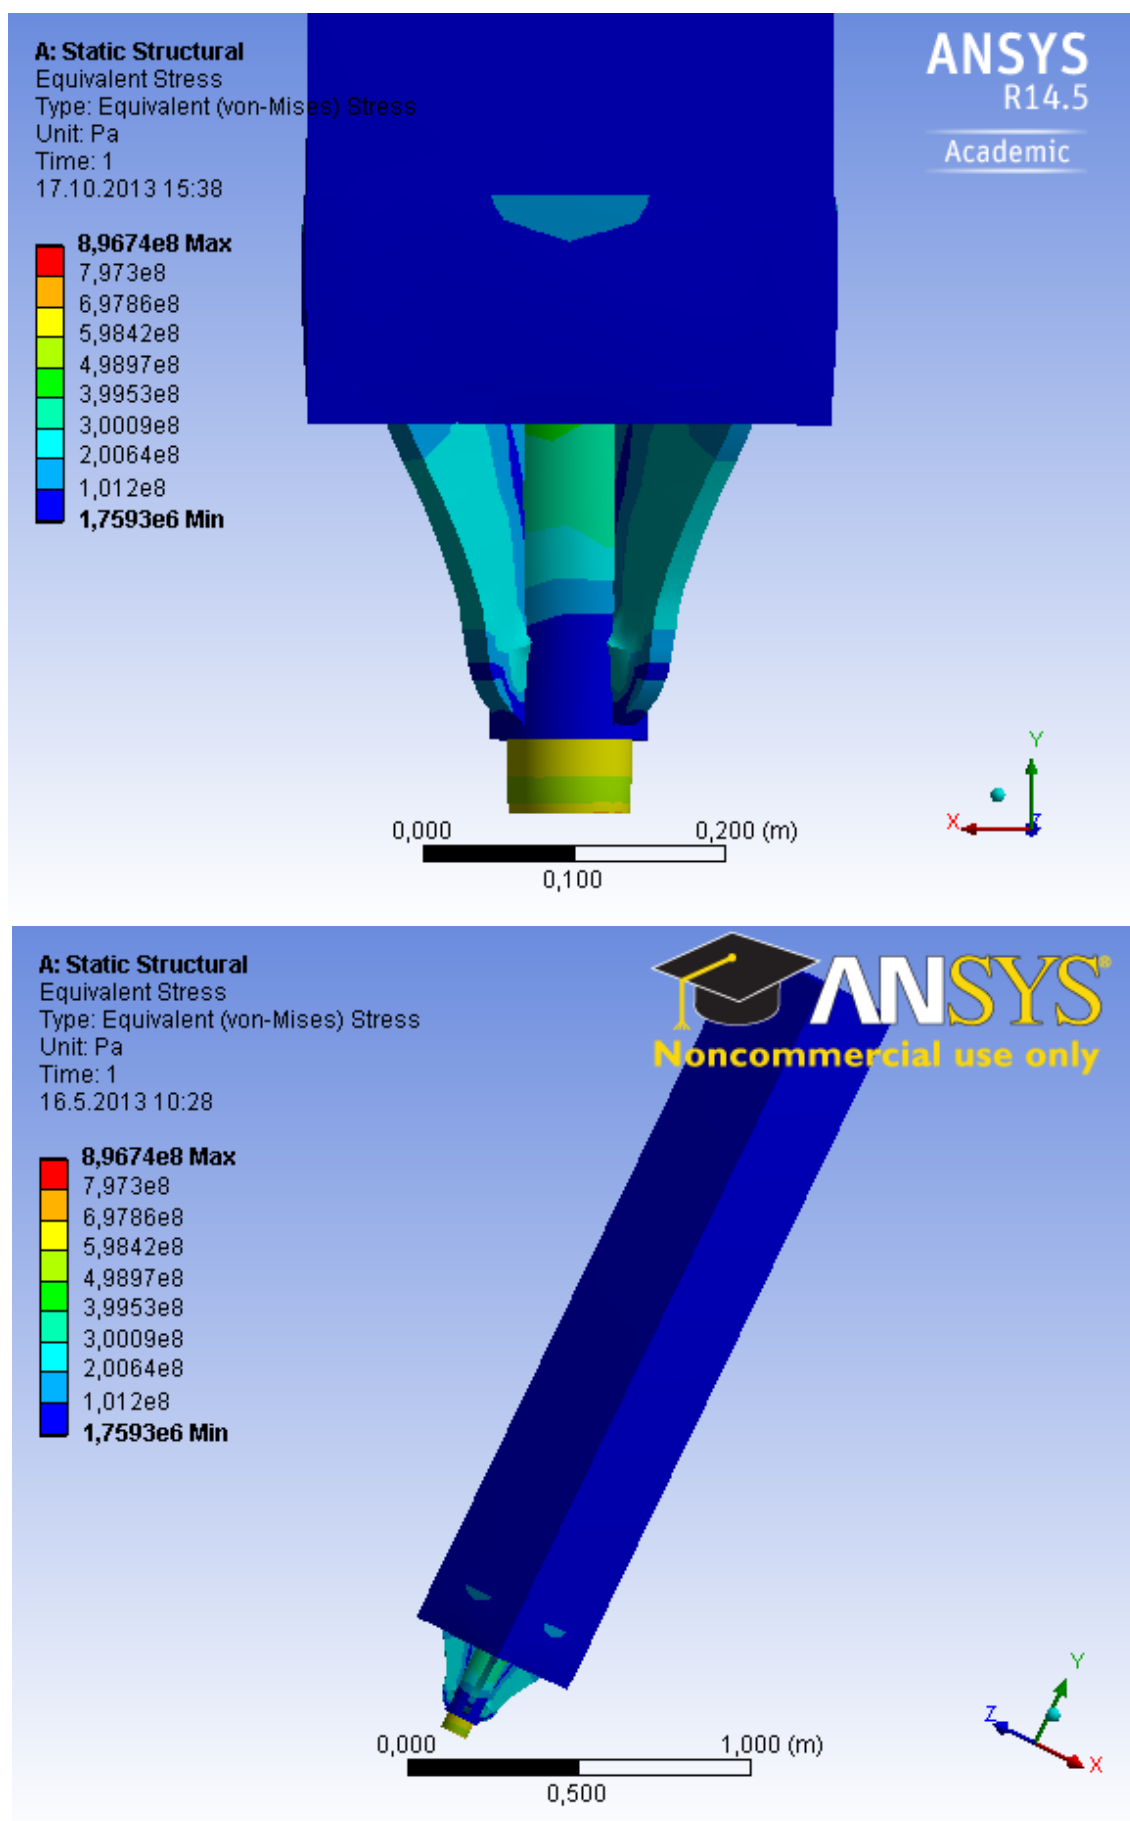 A: Static Structural
Equivalent Stress
Type: Equivalent (von-Mises) Stress
Unit: Pa
Time: 1
17.10.2013 15:38
ANSYS
R14.5
Academic
8,9674e8 Max
7,973e8
6,9786e8
5,9842e8
4,9897e8
3,9953e8
3,0009e8
2,0064e8
1,012e8
1,7593e6 Min
0,000
0,200 (m)
0,100
Y
X
Z
A: Static Structural
Equivalent Stress
Type: Equivalent (von-Mises) Stress
Unit: Pa
Time: 1
16.5.2013 10:28
ANSYS®
Noncommercial use only
8,9674e8 Max
7,973e8
6,9786e8
5,9842e8
4,9897e8
3,9953e8
3,0009e8
2,0064e8
1,012e8
1,7593e6 Min
0,000
1,000 (m)
0,500
Y
Z
X